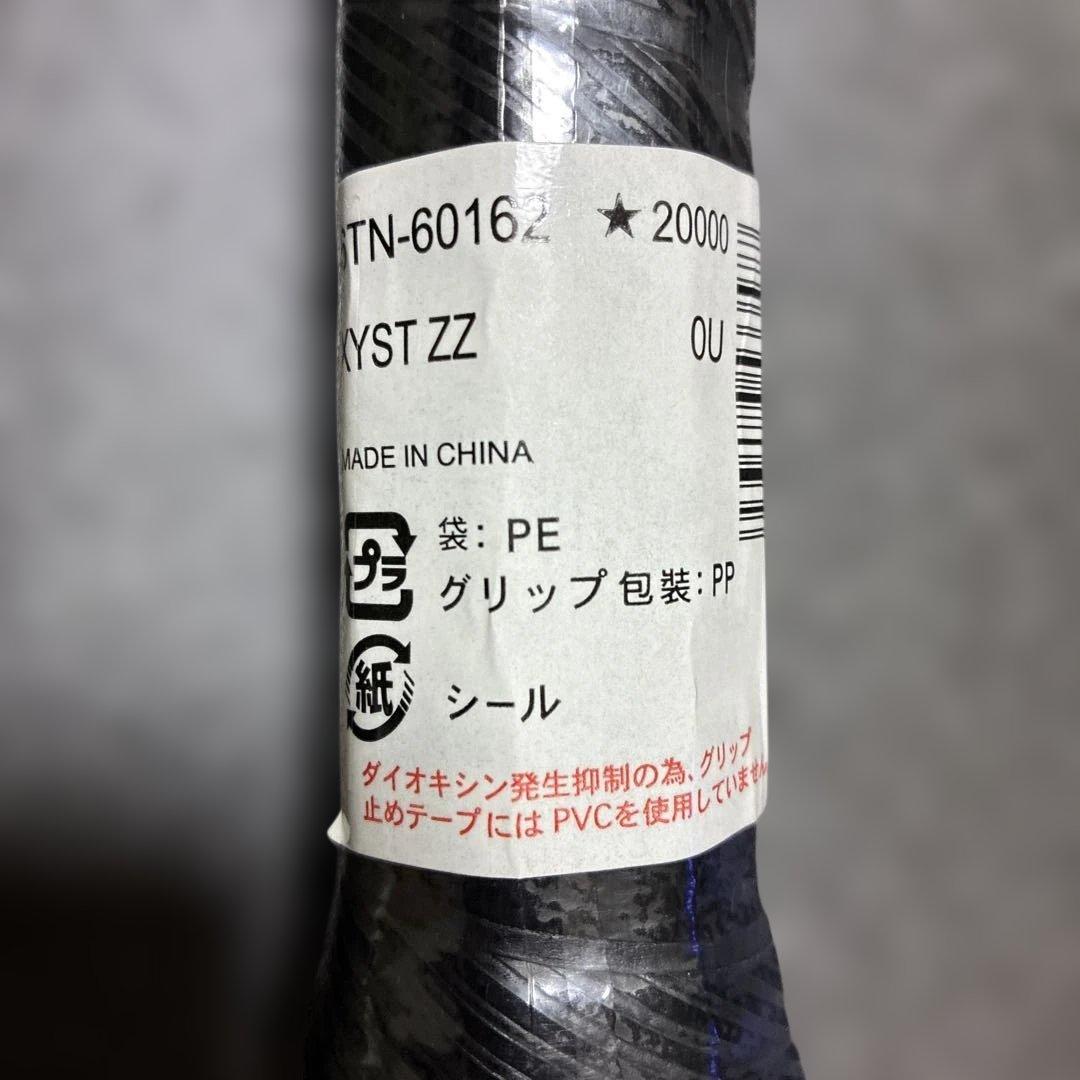 STN-60162 ★ 20000
XYST ZZ 0U
MADE IN CHINA
プラ 袋: PE
グリップ包装: PP
紙 シール
ダイオキシン発生抑制の為、グリップ
止めテープにはPVCを使用していません